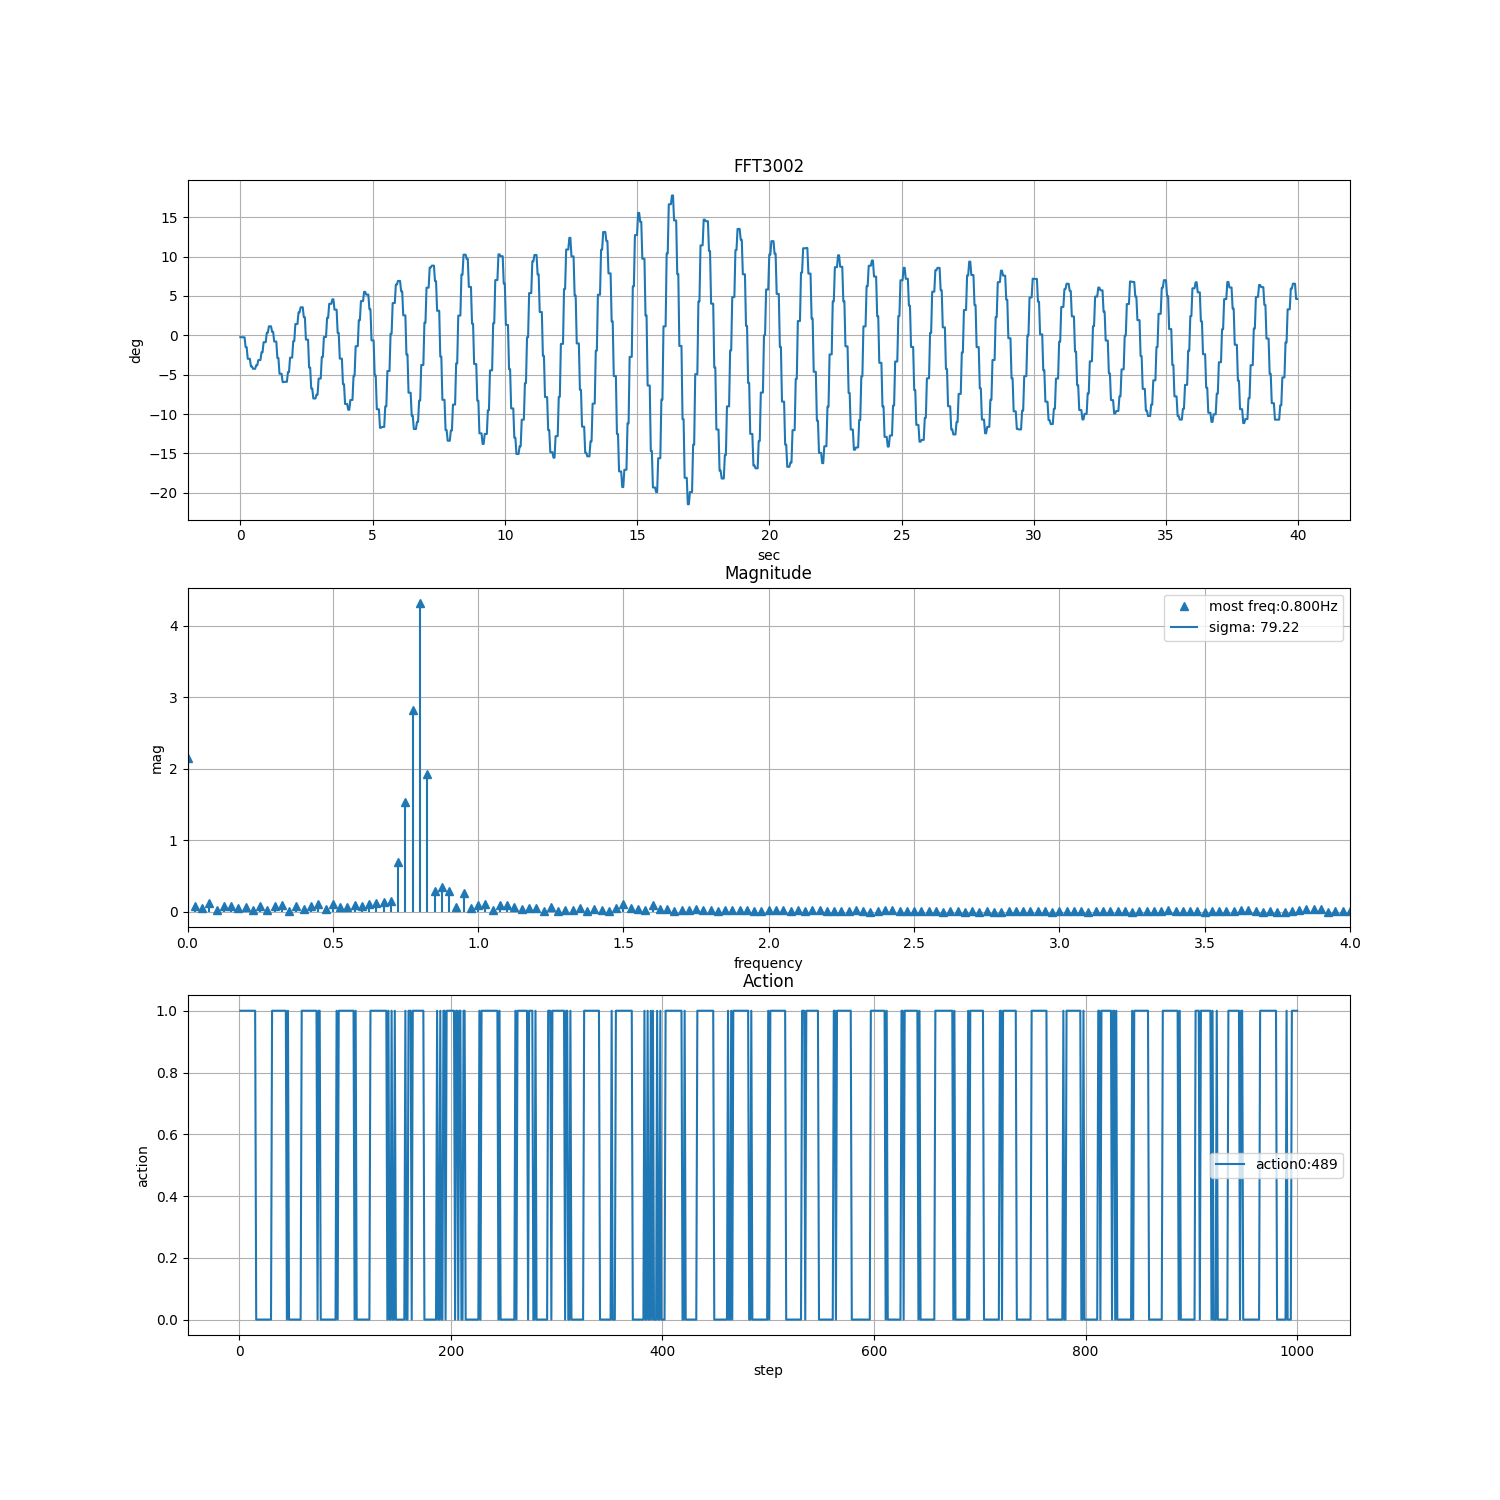 FFT3002
15
10
5
0
−5
−10
−15
−20
deg
0 5 10 15 20 25 30 35 40
sec
Magnitude
most freq:0.800Hz
sigma: 79.22
4
3
2
1
0
mag
0.0 0.5 1.0 1.5 2.0 2.5 3.0 3.5 4.0
frequency
Action
1.0
0.8
0.6
0.4
0.2
0.0
action
action0:489
0 200 400 600 800 1000
step